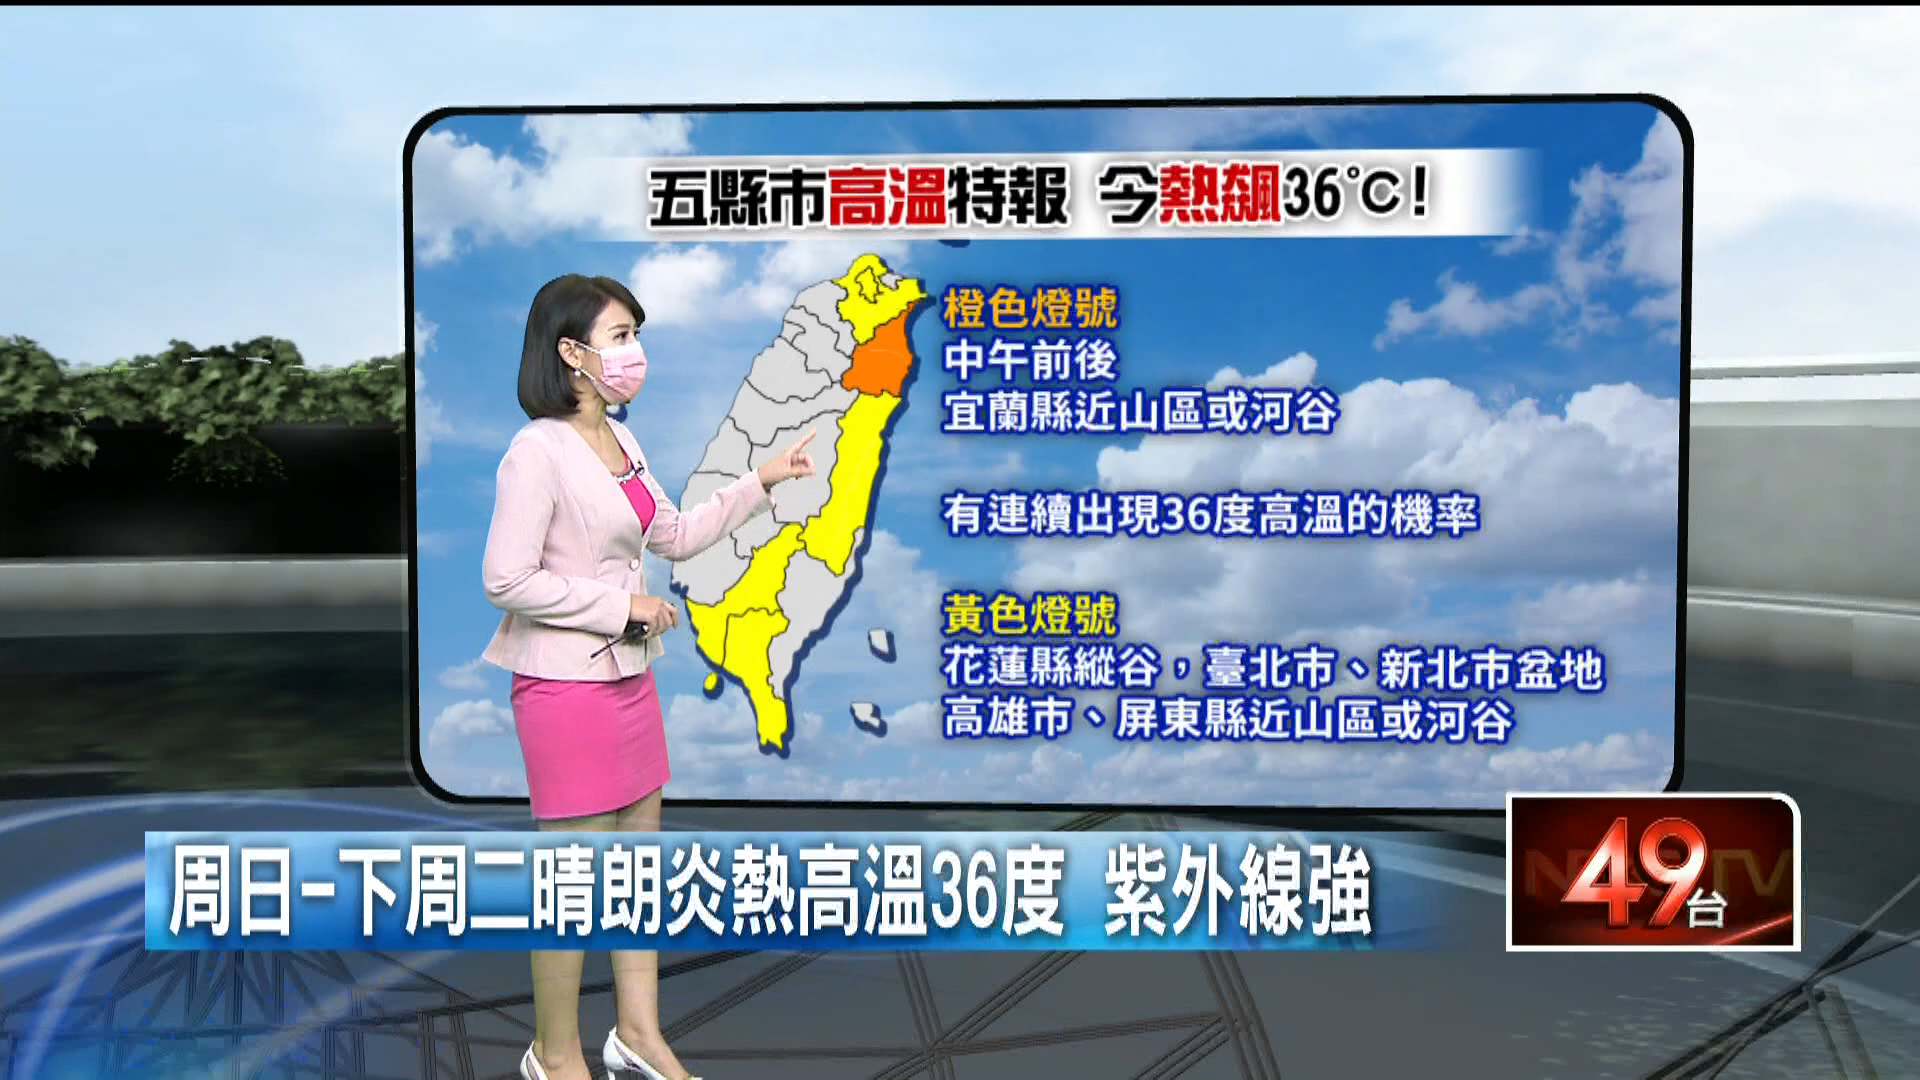 五縣市高溫特報 今熱飆36°C!
橙色燈號
中午前後
宜蘭縣近山區或河谷
有連續出現36度高溫的機率
黃色燈號
花蓮縣縱谷，臺北市、新北市盆地
高雄市、屏東縣近山區或河谷
周日-下周二晴朗炎熱高溫36度 紫外線強
49台